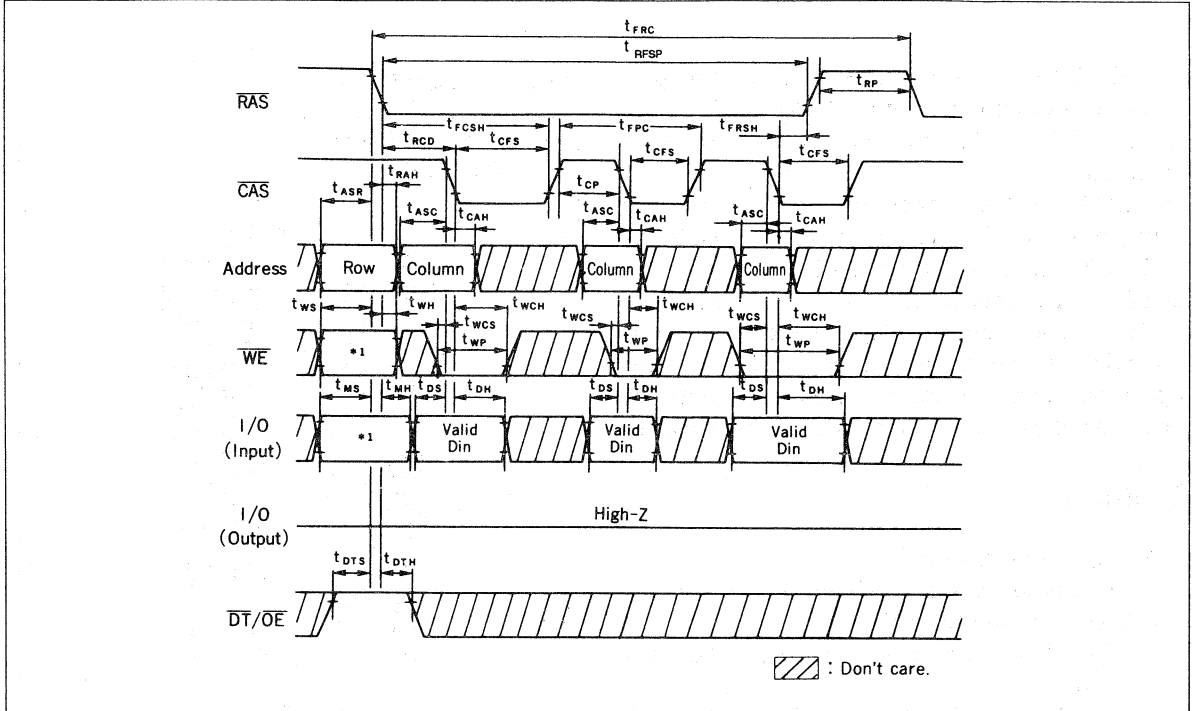 tFRC
tRFSP
tRP
RAS
tFCSH tFPC tFRSH
tRCD tCFS tCFS tCFS
CAS
tASR tRAH tCP
tASC tCAH tASC tCAH tASC tCAH
Address Row Column Column Column
tWS tWH tWCS tWCH tWCS tWCH tWCS tWCH
tWP tWP tWP
WE *1
tMS tMH tDS tDH tDS tDH tDS tDH
I/O (Input) *1 Valid Din Valid Din Valid Din
I/O (Output) High-Z
tDTS tDTH
DT/OE
: Don't care.